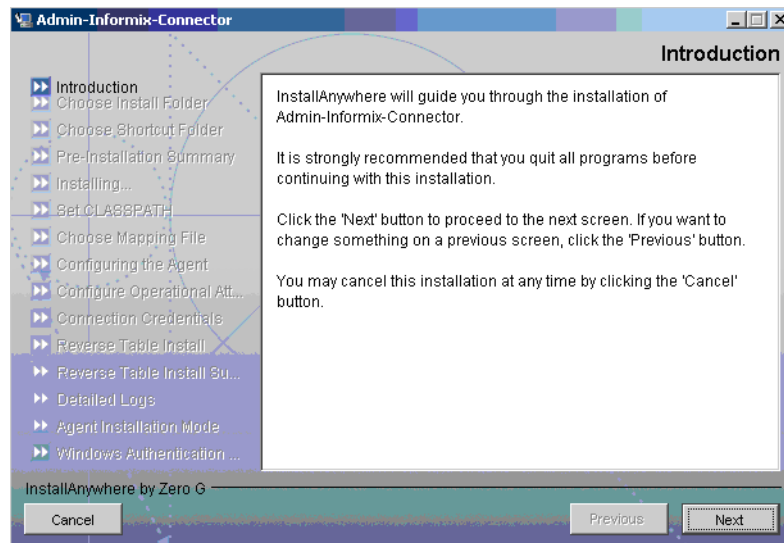 Admin-Informix-Connector
Introduction
Introduction
Choose Install Folder
Choose Shortcut Folder
Pre-Installation Summary
Installing...
Set CLASSPATH
Choose Mapping File
Configuring the Agent
Configure Operational Att...
Connection Credentials
Reverse Table Install
Reverse Table Install Su...
Detailed Logs
Agent Installation Mode
Windows Authentication ...
InstallAnywhere will guide you through the installation of
Admin-Informix-Connector.
It is strongly recommended that you quit all programs before
continuing with this installation.
Click the 'Next' button to proceed to the next screen. If you want to
change something on a previous screen, click the 'Previous' button.
You may cancel this installation at any time by clicking the 'Cancel'
button.
InstallAnywhere by Zero G
Cancel
Previous
Next